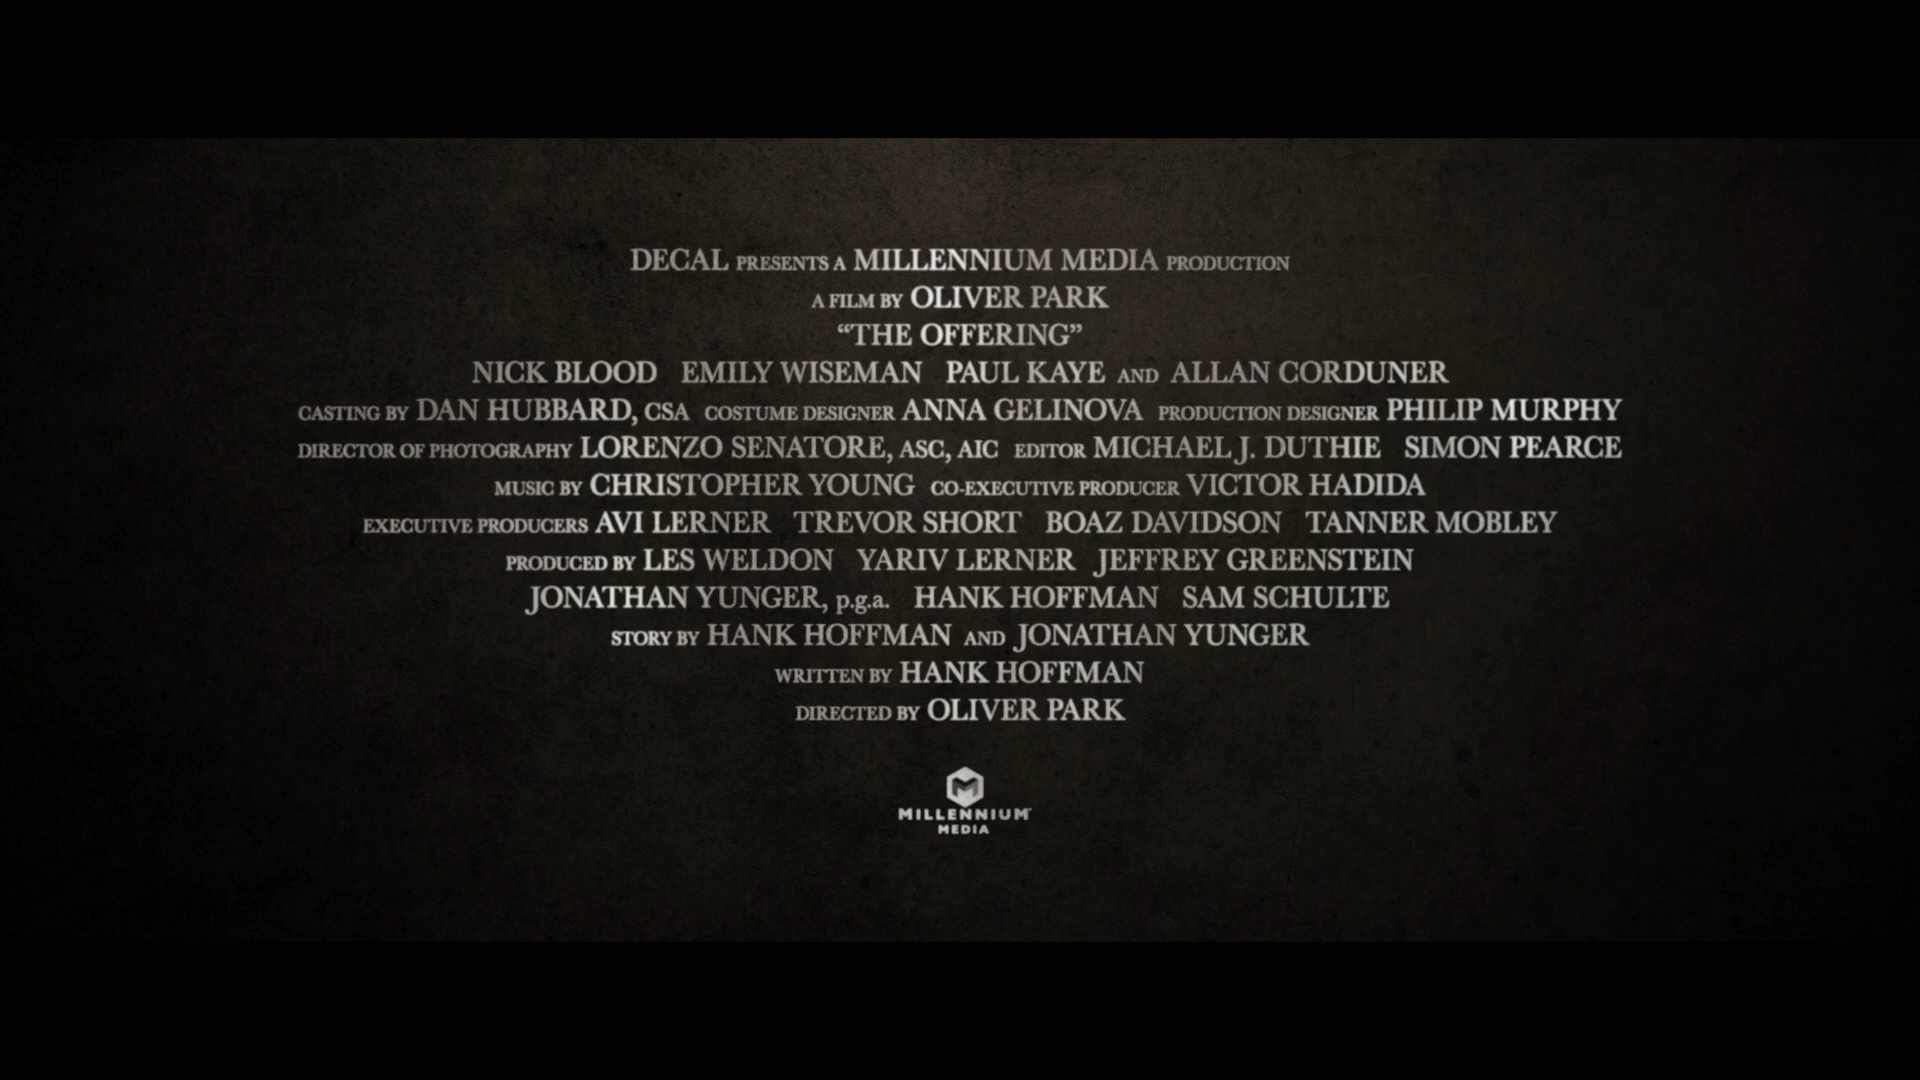 DECAL PRESENTS A MILLENNIUM MEDIA PRODUCTION
A FILM BY OLIVER PARK
“THE OFFERING”
NICK BLOOD EMILY WISEMAN PAUL KAYE AND ALLAN CORDUNER
CASTING BY DAN HUBBARD, CSA COSTUME DESIGNER ANNA GELINOVA PRODUCTION DESIGNER PHILIP MURPHY
DIRECTOR OF PHOTOGRAPHY LORENZO SENATORE, ASC, AIC EDITOR MICHAEL J. DUTHIE SIMON PEARCE
MUSIC BY CHRISTOPHER YOUNG CO-EXECUTIVE PRODUCER VICTOR HADIDA
EXECUTIVE PRODUCERS AVI LERNER TREVOR SHORT BOAZ DAVIDSON TANNER MOBLEY
PRODUCED BY LES WELDON YARIV LERNER JEFFREY GREENSTEIN
JONATHAN YUNGER, p.g.a. HANK HOFFMAN SAM SCHULTE
STORY BY HANK HOFFMAN AND JONATHAN YUNGER
WRITTEN BY HANK HOFFMAN
DIRECTED BY OLIVER PARK
MILLENNIUM
MEDIA